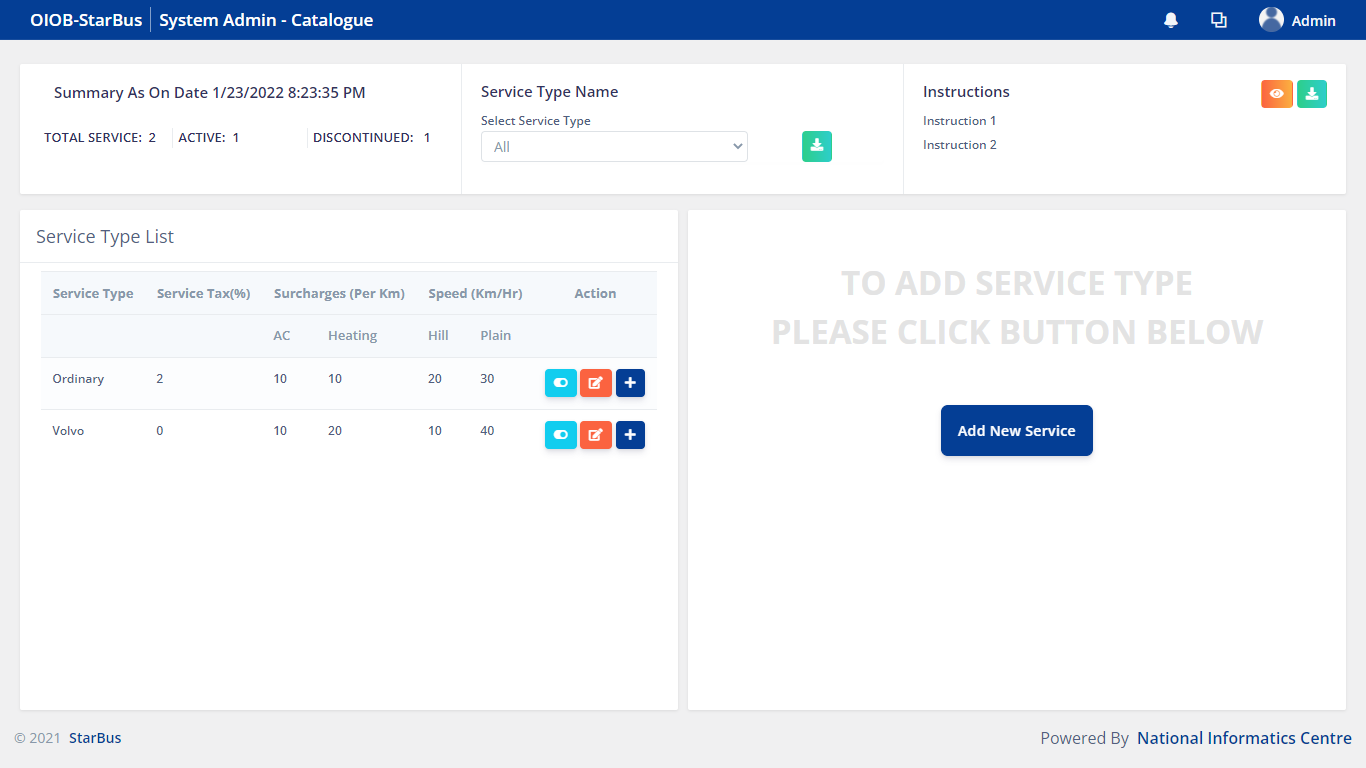 OIOB-StarBus System Admin - Catalogue Admin
Summary As On Date 1/23/2022 8:23:35 PM
TOTAL SERVICE: 2 ACTIVE: 1 DISCONTINUED: 1
Service Type Name
Select Service Type
All
Instructions
Instruction 1
Instruction 2
Service Type List
Service Type Service Tax(%) Surcharges (Per Km) Speed (Km/Hr) Action
AC Heating Hill Plain
Ordinary 2 10 10 20 30
Volvo 0 10 20 10 40
TO ADD SERVICE TYPE
PLEASE CLICK BUTTON BELOW
Add New Service
© 2021 StarBus
Powered By National Informatics Centre